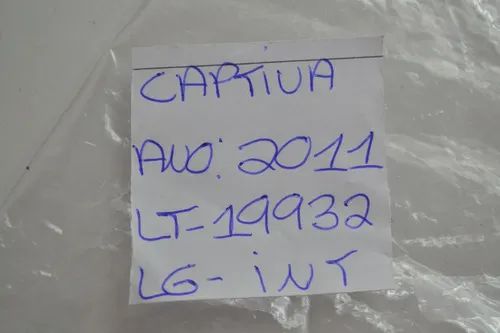 CAPTIVA
ANO: 2011
LT-19932
LG- iNT